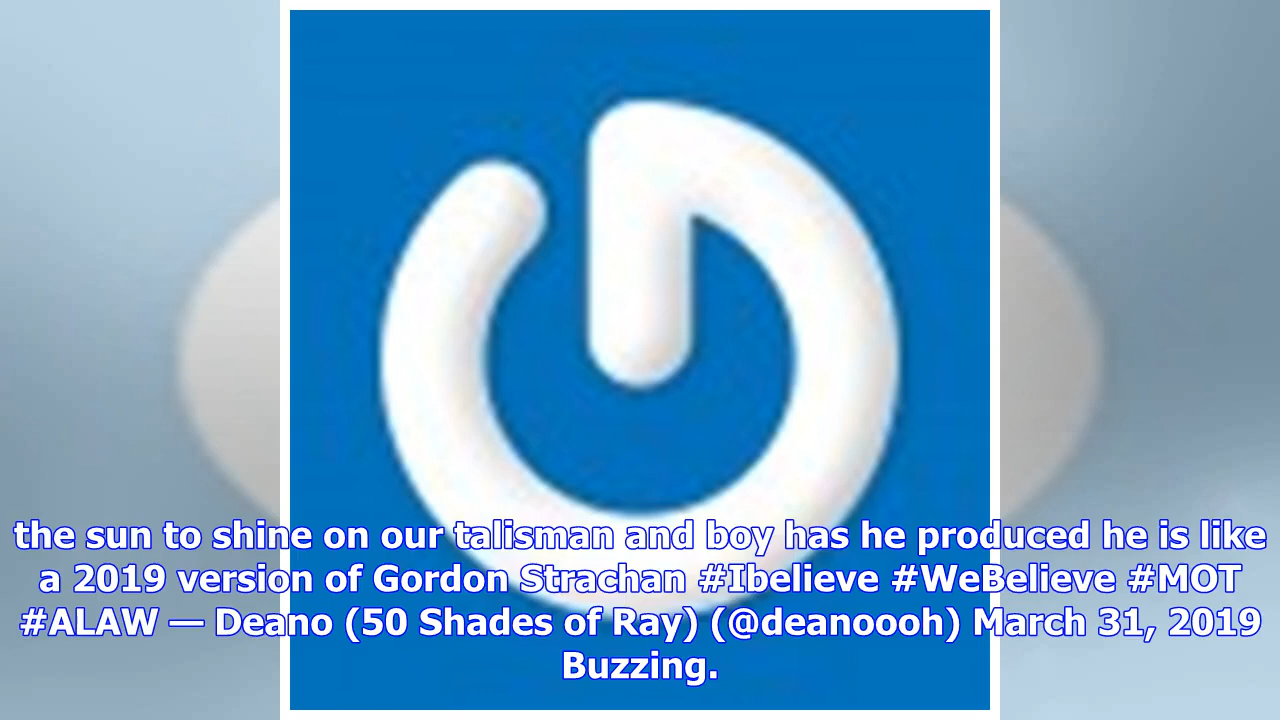 the sun to shine on our talisman and boy has he produced he is like
a 2019 version of Gordon Strachan #Ibelieve #WeBelieve #MOT
#ALAW — Deano (50 Shades of Ray) (@deanoooh) March 31, 2019
Buzzing.